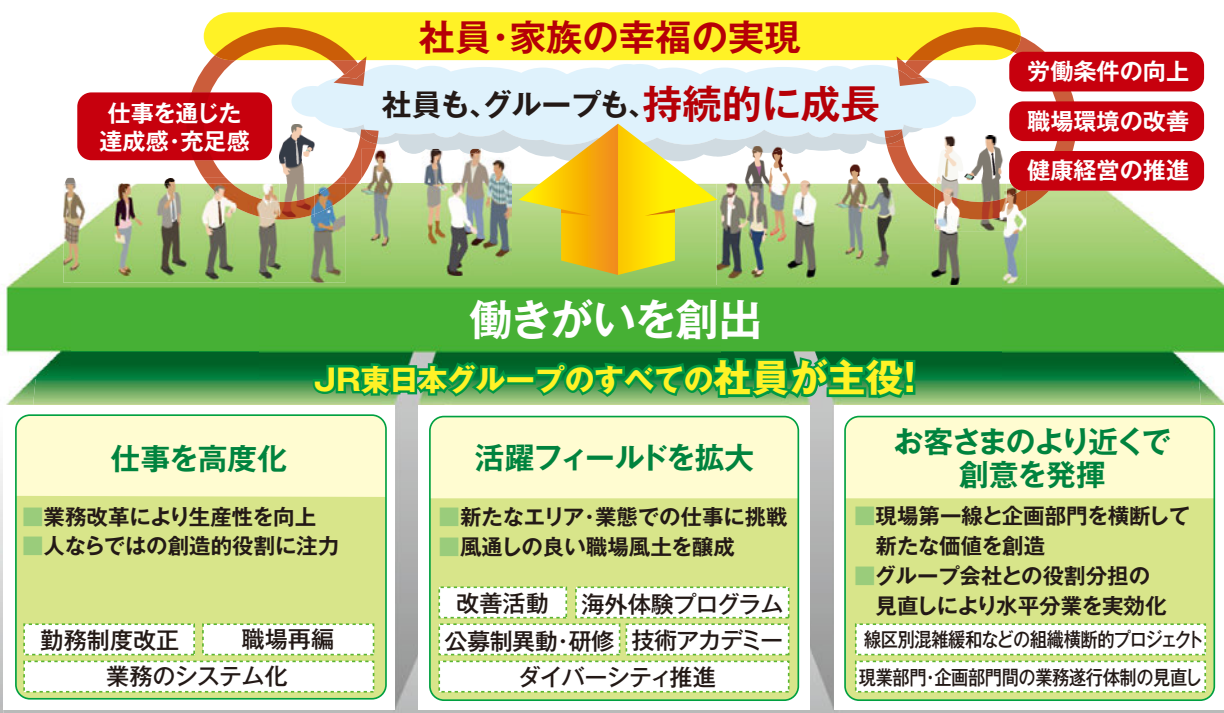 社員・家族の幸福の実現
社員も、グループも、持続的に成長
仕事を通じた
達成感・充足感
労働条件の向上
職場環境の改善
健康経営の推進
働きがいを創出
JR東日本グループのすべての社員が主役!
仕事を高度化
■業務改革により生産性を向上
■人ならではの創造的役割に注力
勤務制度改正
職場再編
業務のシステム化
活躍フィールドを拡大
■新たなエリア・業態での仕事に挑戦
■風通しの良い職場風土を醸成
改善活動
海外体験プログラム
公募制異動・研修
技術アカデミー
ダイバーシティ推進
お客さまのより近くで
創意を発揮
■現場第一線と企画部門を横断して
新たな価値を創造
■グループ会社との役割分担の
見直しにより水平分業を実効化
線区別混雑緩和などの組織横断的プロジェクト
現業部門・企画部門間の業務遂行体制の見直し